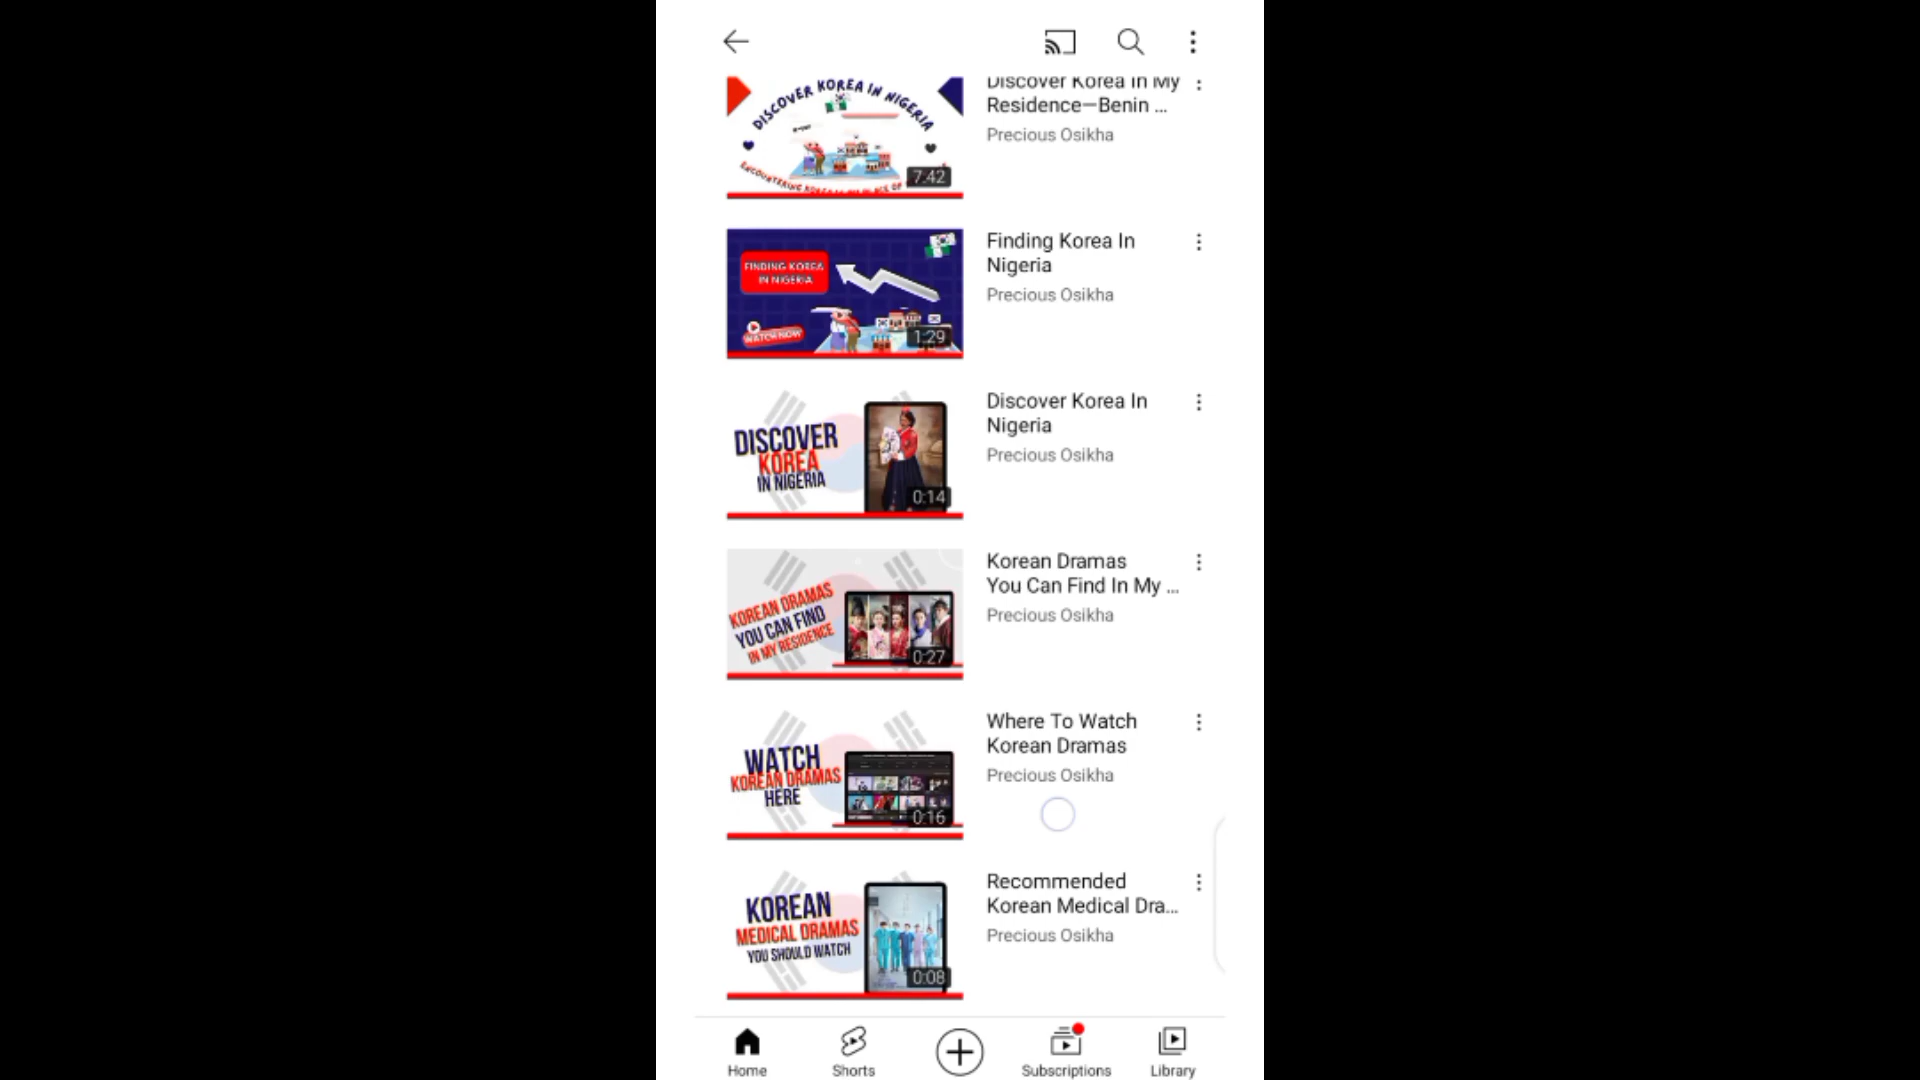 DISCOVER KOREA IN NIGERIA
7:42
Discover Korea In My
Residence—Benin ...
Precious Osikha
FINDING KOREA
IN NIGERIA
WATCH NOW
1:29
Finding Korea In
Nigeria
Precious Osikha
DISCOVER
KOREA
IN NIGERIA
0:14
Discover Korea In
Nigeria
Precious Osikha
KOREAN DRAMAS
YOU CAN FIND
IN MY RESIDENCE
0:27
Korean Dramas
You Can Find In My ...
Precious Osikha
WATCH
KOREAN DRAMAS
HERE
0:16
Where To Watch
Korean Dramas
Precious Osikha
KOREAN
MEDICAL DRAMAS
YOU SHOULD WATCH
0:08
Recommended
Korean Medical Dra...
Precious Osikha
Home
Shorts
Subscriptions
Library